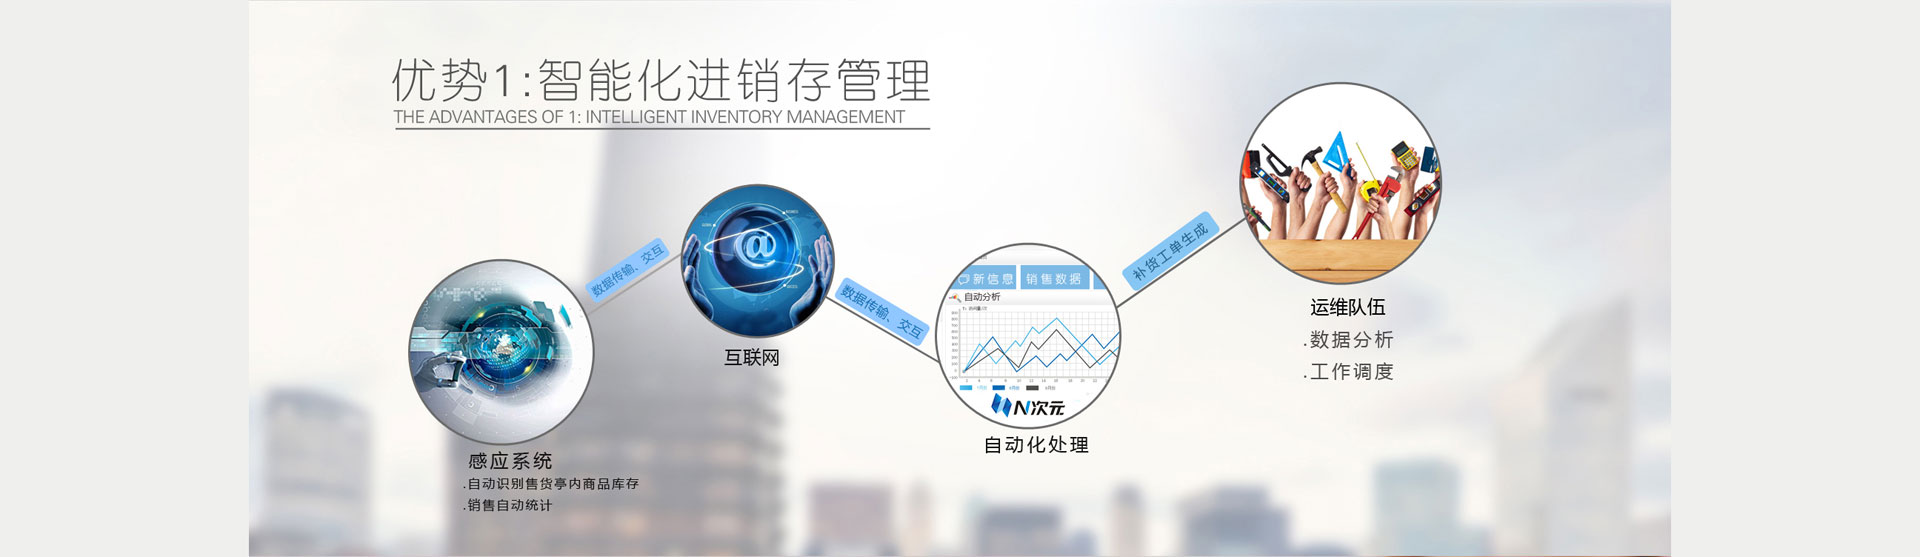 优势1:智能化进销存管理
THE ADVANTAGES OF 1: INTELLIGENT INVENTORY MANAGEMENT
数据传输、交互
数据传输、交互
补货工单生成
新信息
销售数据
自动分析
N次元
感应系统
.自动识别售货亭内商品库存
.销售自动统计
互联网
自动化处理
运维队伍
.数据分析
.工作调度